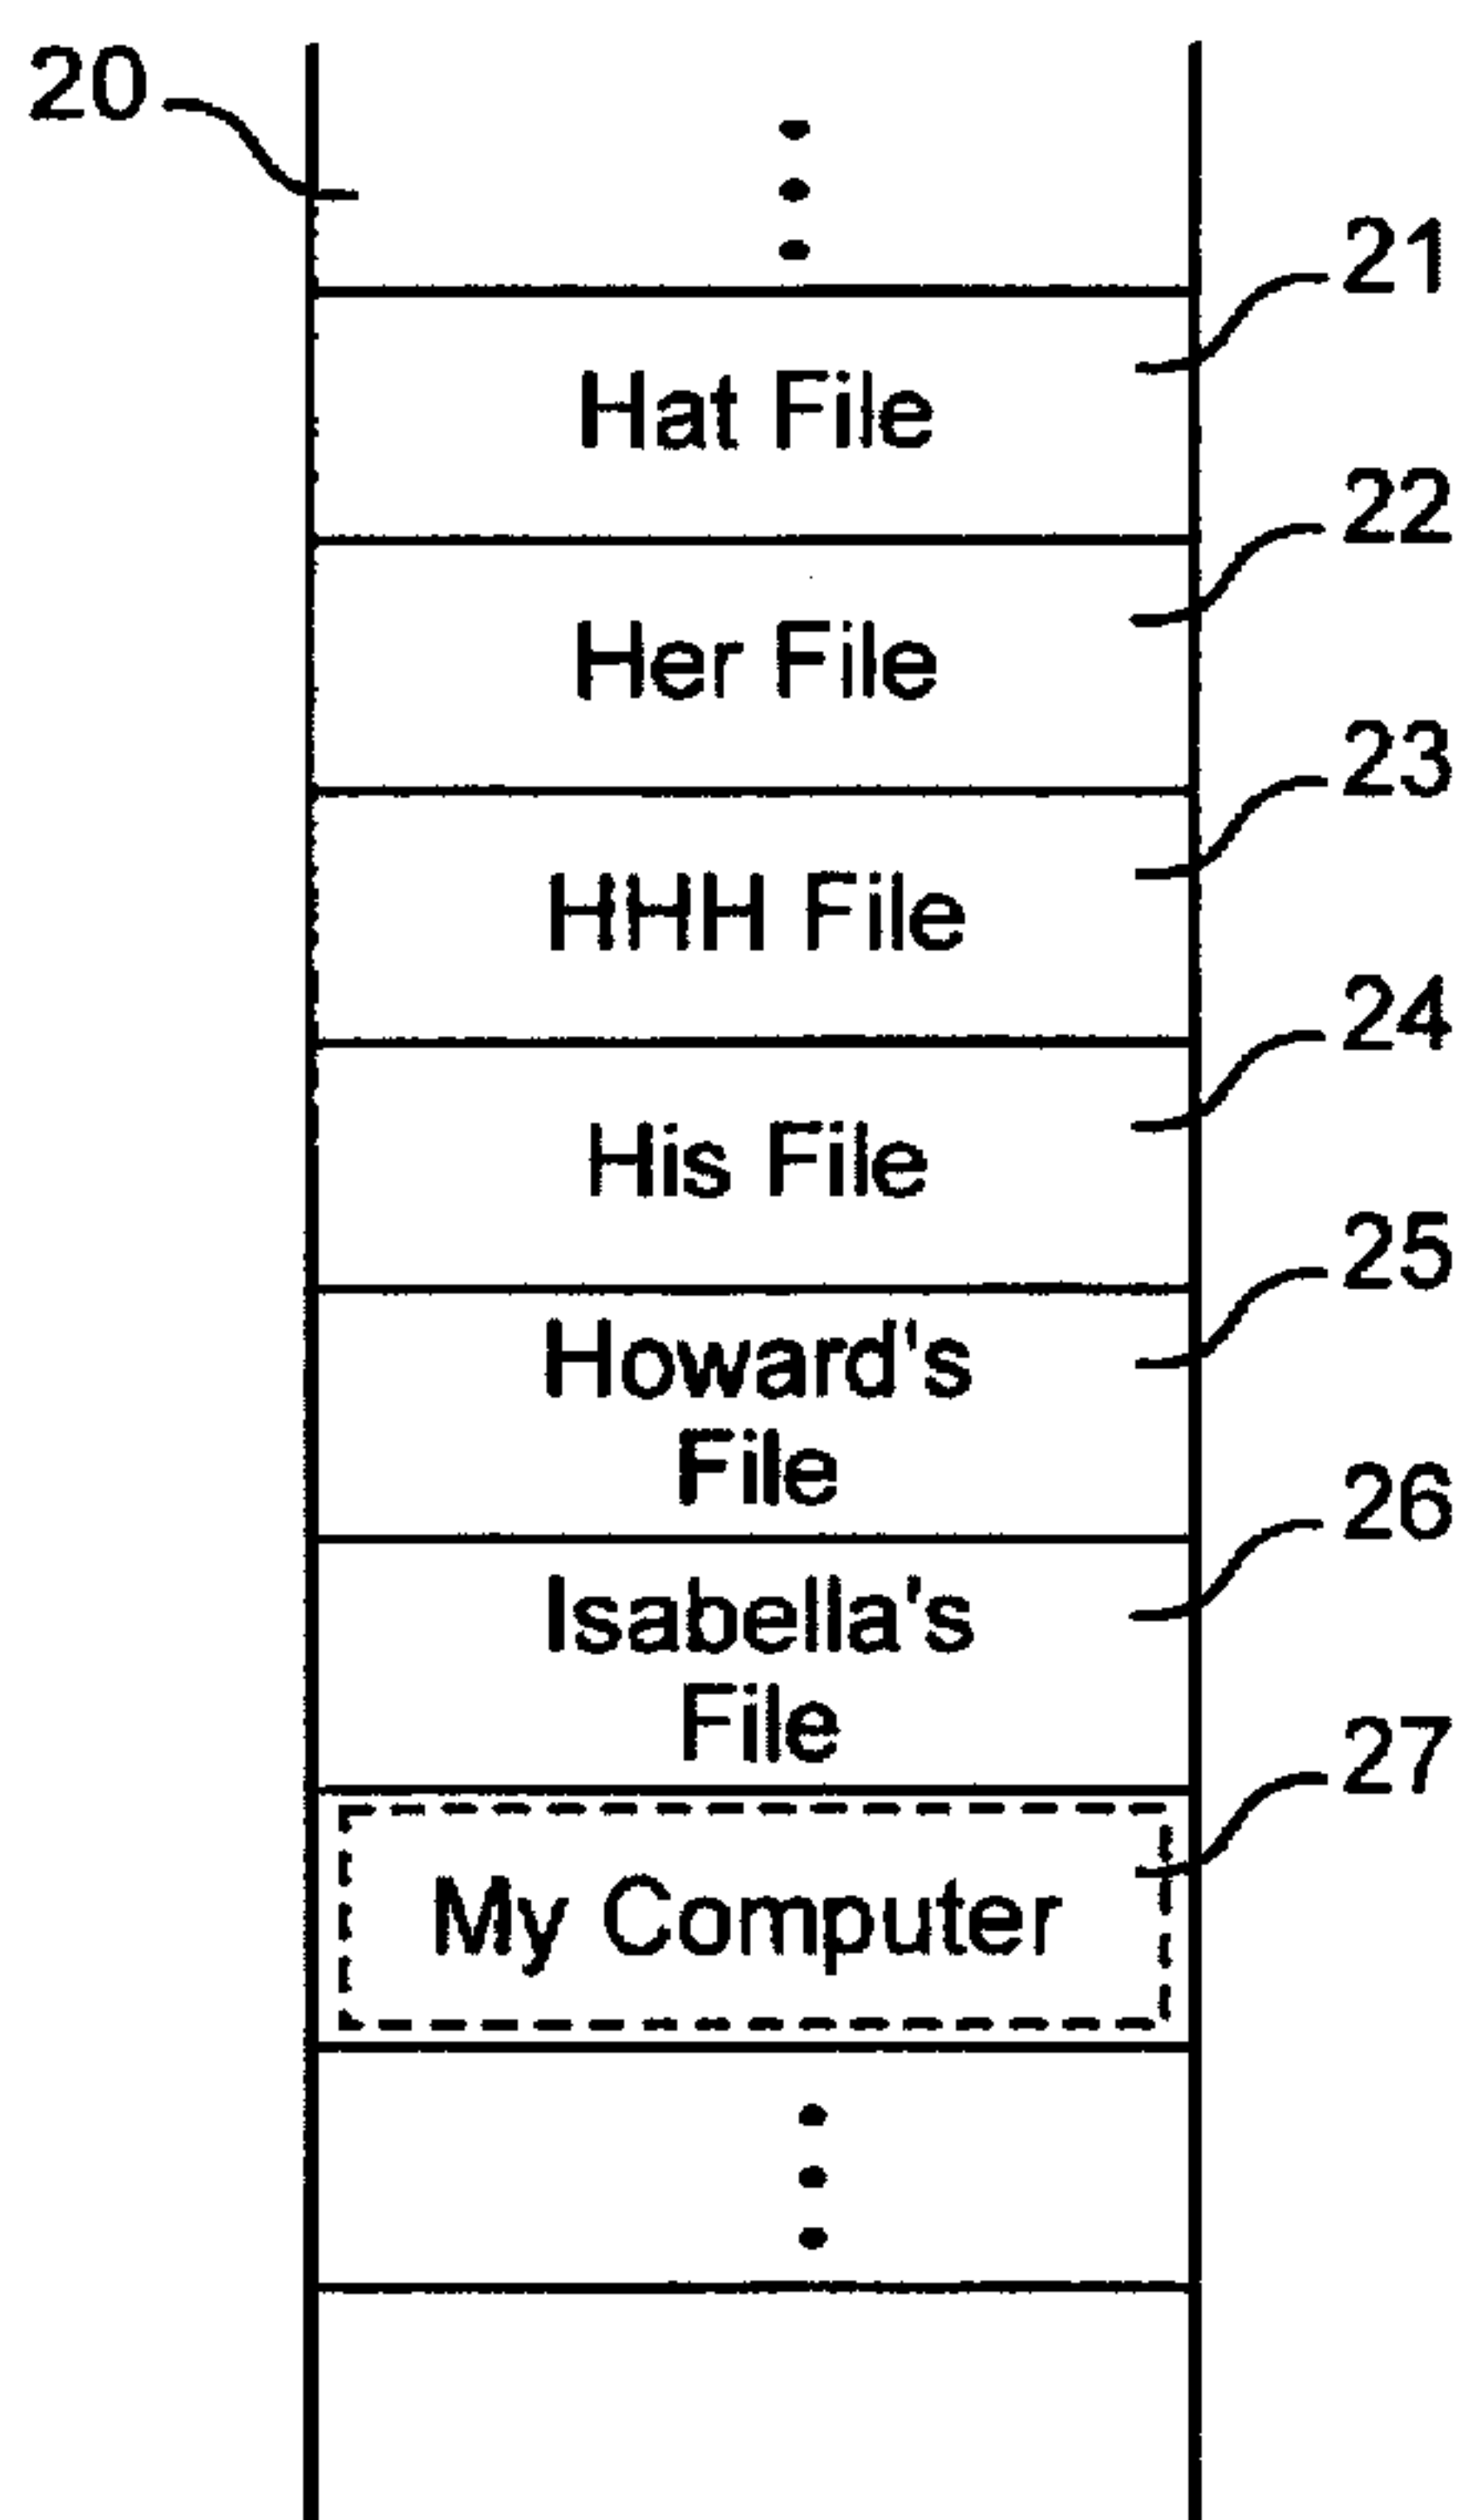 20
21
Hat File
22
Her File
23
HHH File
24
His File
25
Howard's
File
26
Isabella's
File
27
My Computer